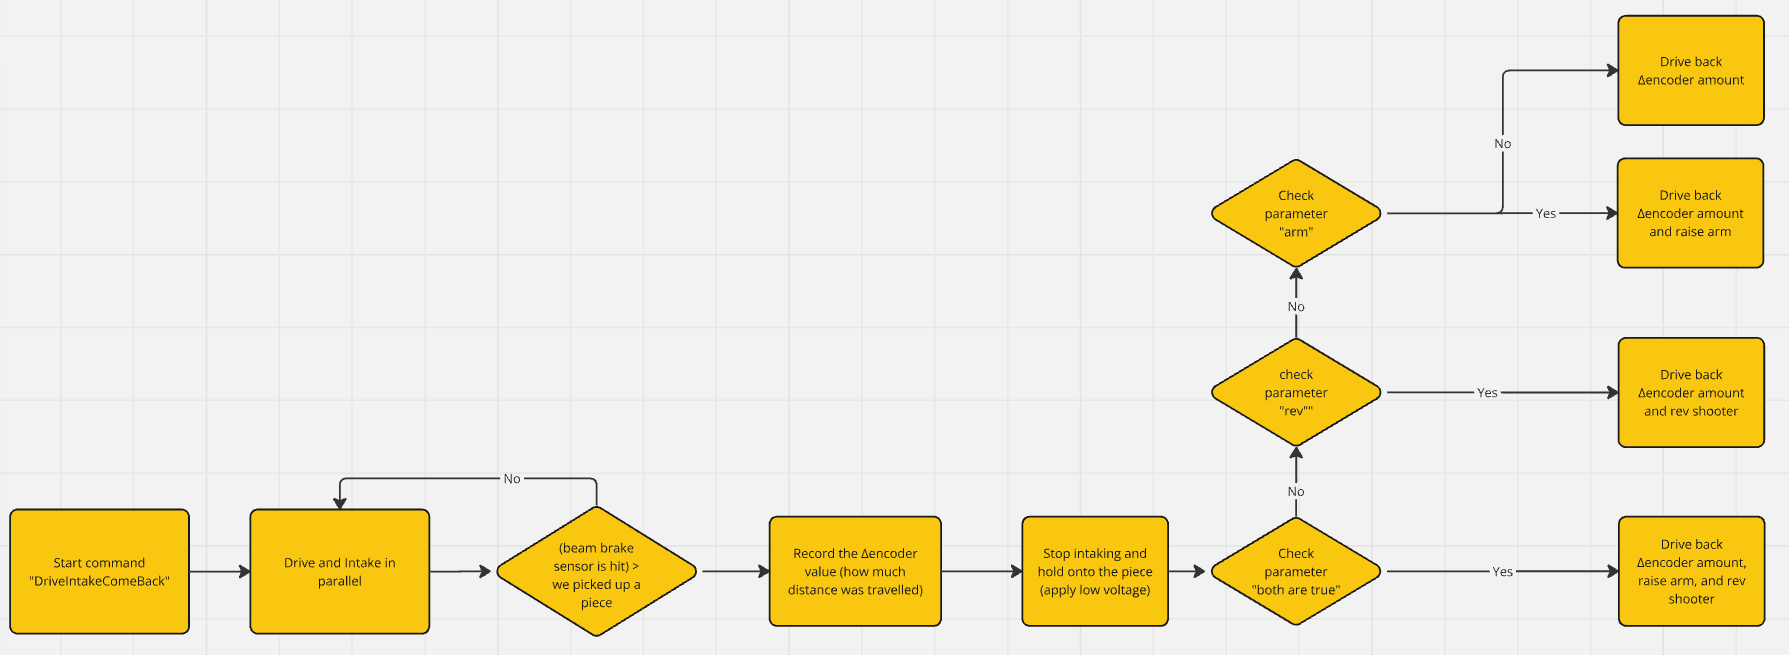 Start command
"DriveIntakeComeBack"
Drive and Intake in
parallel
No
(beam brake
sensor is hit) >
we picked up a
piece
Record the Δencoder
value (how much
distance was travelled)
Stop intaking and
hold onto the piece
(apply low voltage)
Check
parameter
"both are true"
Yes
Drive back
Δencoder amount,
raise arm, and rev
shooter
No
check
parameter
"rev""
Yes
Drive back
Δencoder amount
and rev shooter
No
Check
parameter
"arm"
Yes
Drive back
Δencoder amount
and raise arm
No
Drive back
Δencoder amount